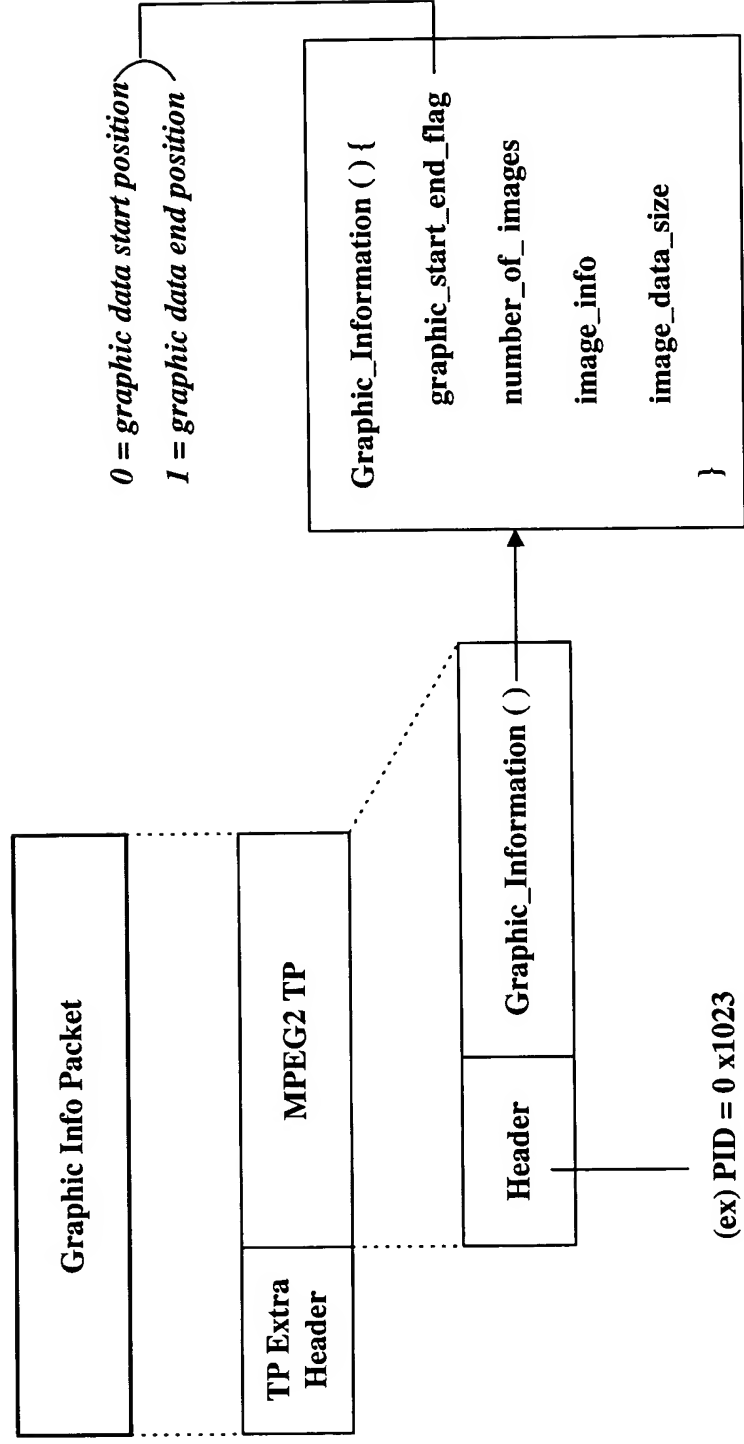 Graphic Info Packet
TP Extra
Header
MPEG2 TP
Header
Graphic_Information ( )
(ex) PID = 0 x1023
0 = graphic data start position
1 = graphic data end position
Graphic_Information ( ) {
graphic_start_end_flag
number_of_ images
image_info
image_data_size
}